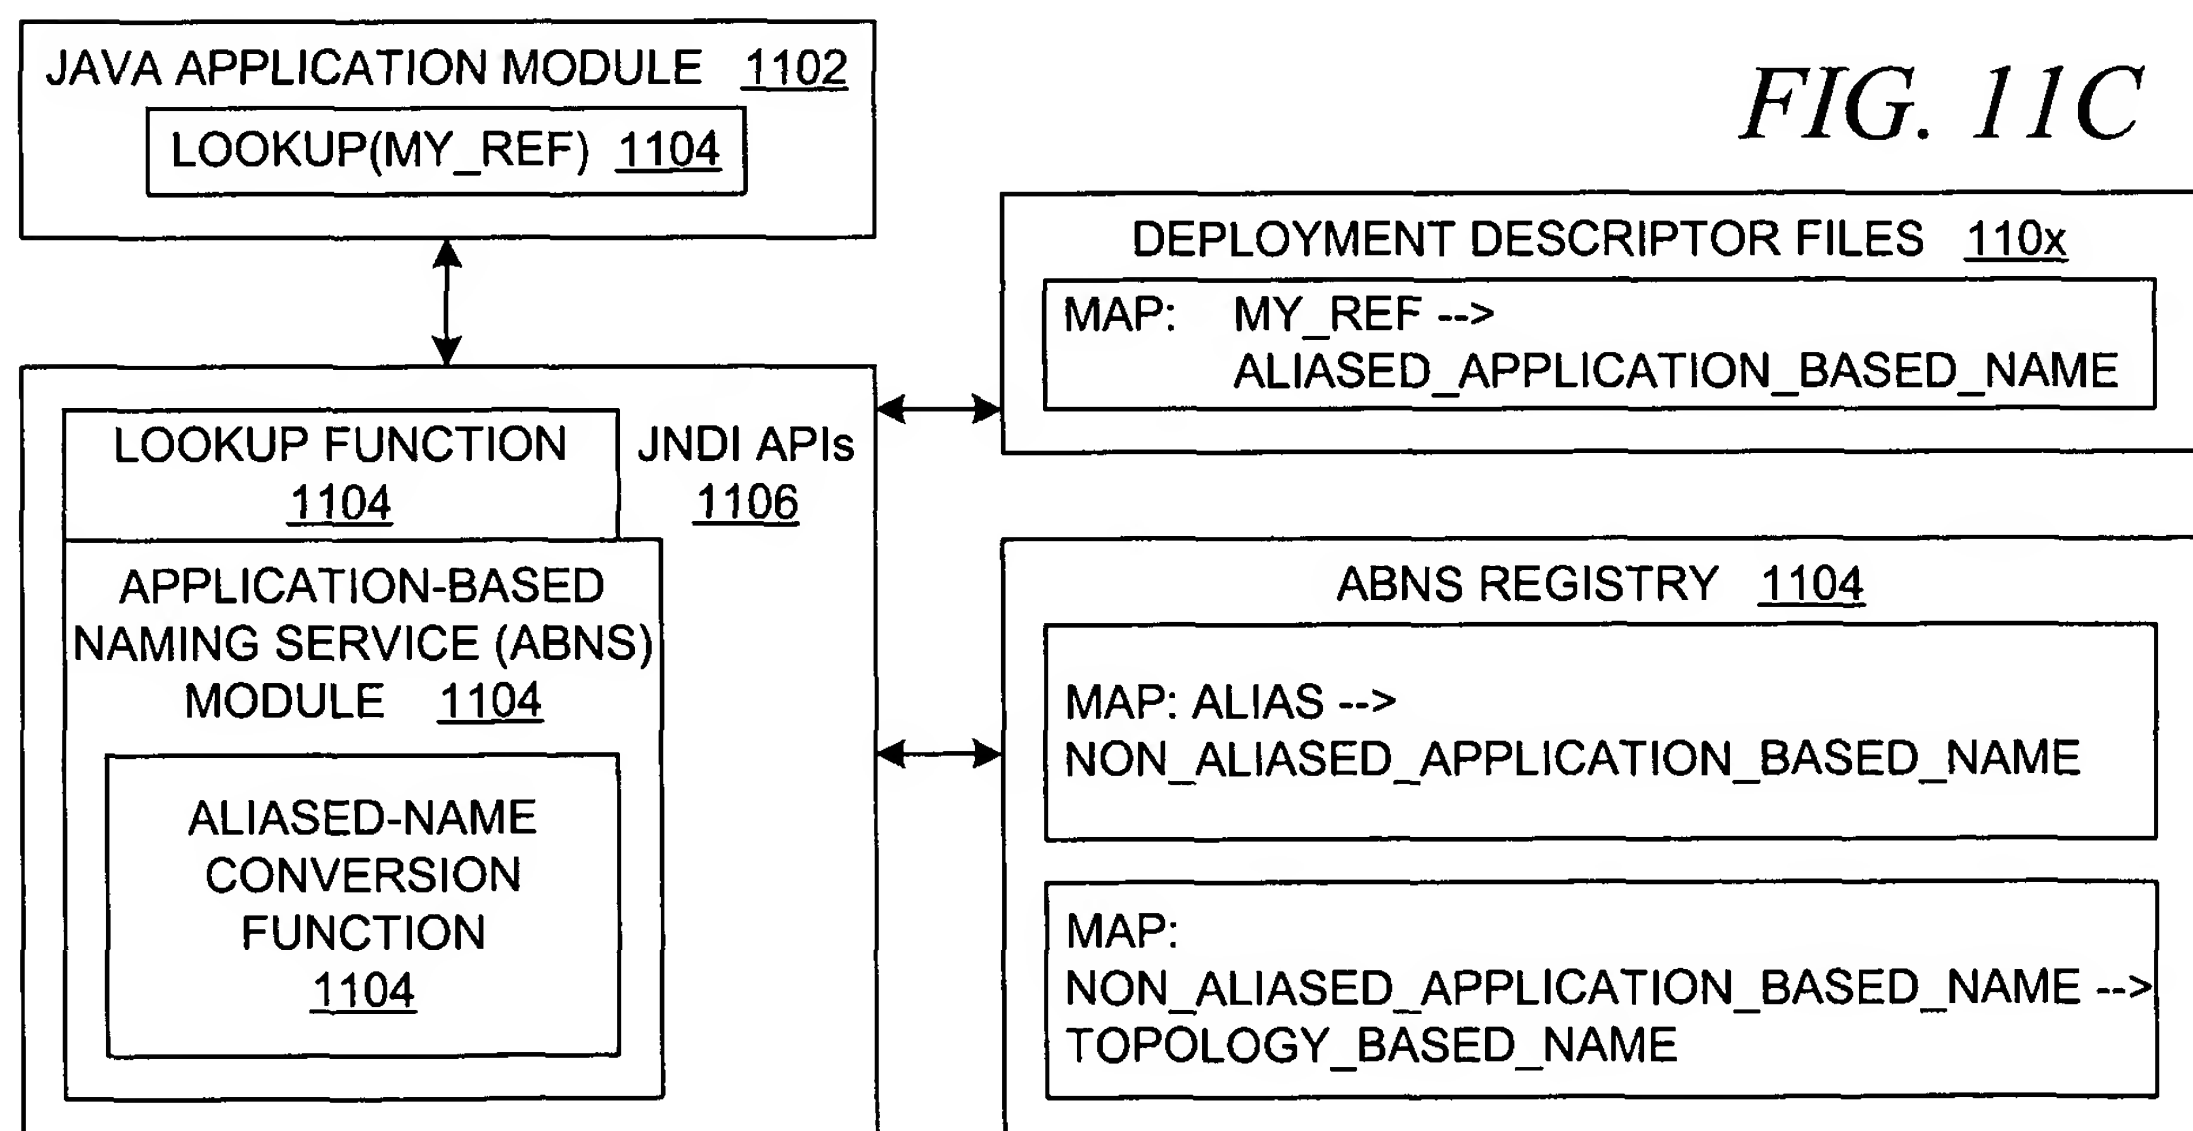 JAVA APPLICATION MODULE 1102
LOOKUP(MY_REF) 1104
FIG. 11C
DEPLOYMENT DESCRIPTOR FILES 110x
MAP: MY_REF -->
ALIASED_APPLICATION_BASED_NAME
LOOKUP FUNCTION
1104
JNDI APIs
1106
APPLICATION-BASED
NAMING SERVICE (ABNS)
MODULE 1104
ALIASED-NAME
CONVERSION
FUNCTION
1104
ABNS REGISTRY 1104
MAP: ALIAS -->
NON_ALIASED_APPLICATION_BASED_NAME
MAP:
NON_ALIASED_APPLICATION_BASED_NAME -->
TOPOLOGY_BASED_NAME